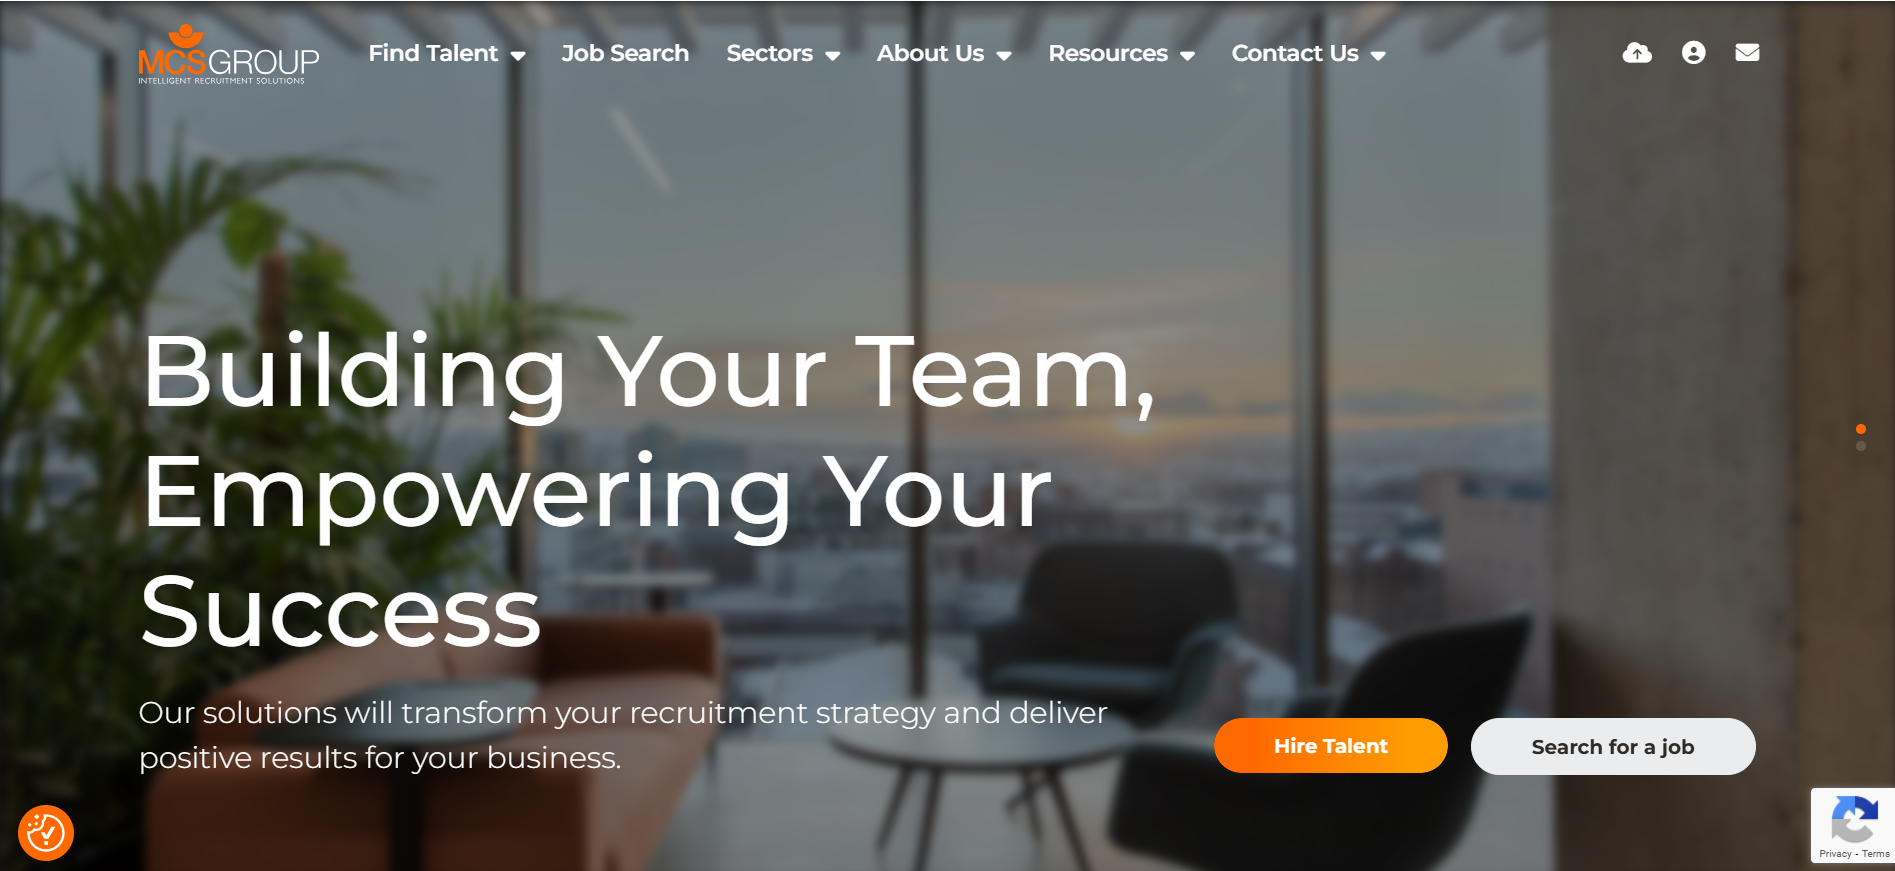 MCSGROUP
INTELLIGENT RECRUITMENT SOLUTIONS
Find Talent
Job Search
Sectors
About Us
Resources
Contact Us
Building Your Team,
Empowering Your
Success
Our solutions will transform your recruitment strategy and deliver
positive results for your business.
Hire Talent
Search for a job
Privacy - Terms